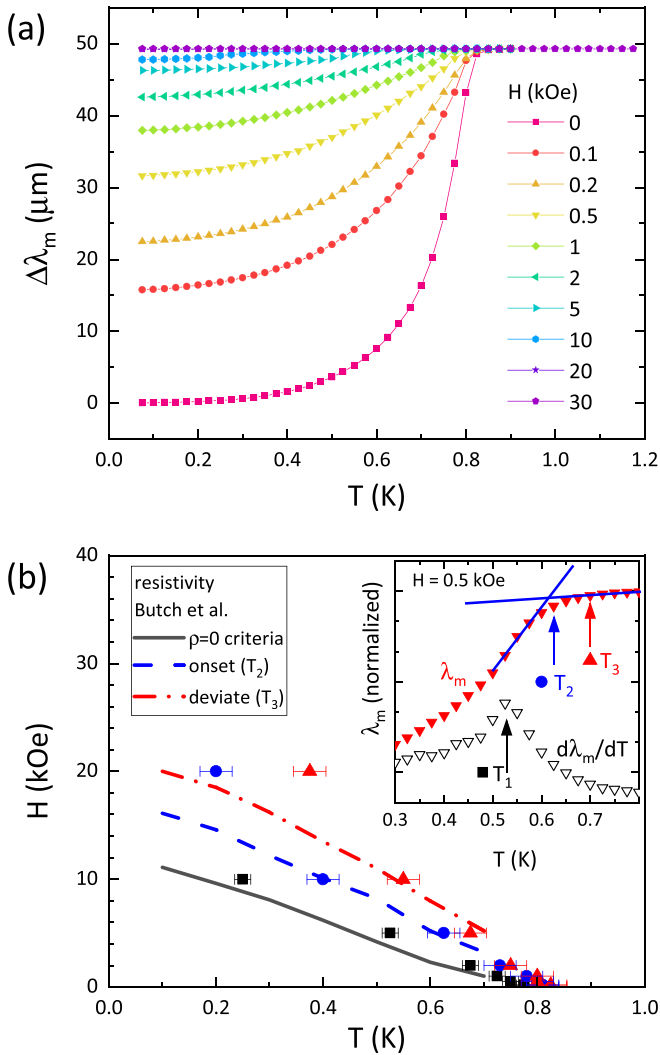 (a)
60
50
40
30
20
10
0
Δλm (μm)
0.0 0.2 0.4 0.6 0.8 1.0 1.2
T (K)
H (kOe)
0
0.1
0.2
0.5
1
2
5
10
20
30
(b)
40
30
20
10
0
H (kOe)
0.0 0.2 0.4 0.6 0.8 1.0
T (K)
resistivity
Butch et al.
ρ=0 criteria
onset (T2)
deviate (T3)
H = 0.5 kOe
λm (normalized)
λm
T3
T2
dλm/dT
T1
0.3 0.4 0.5 0.6 0.7
T (K)